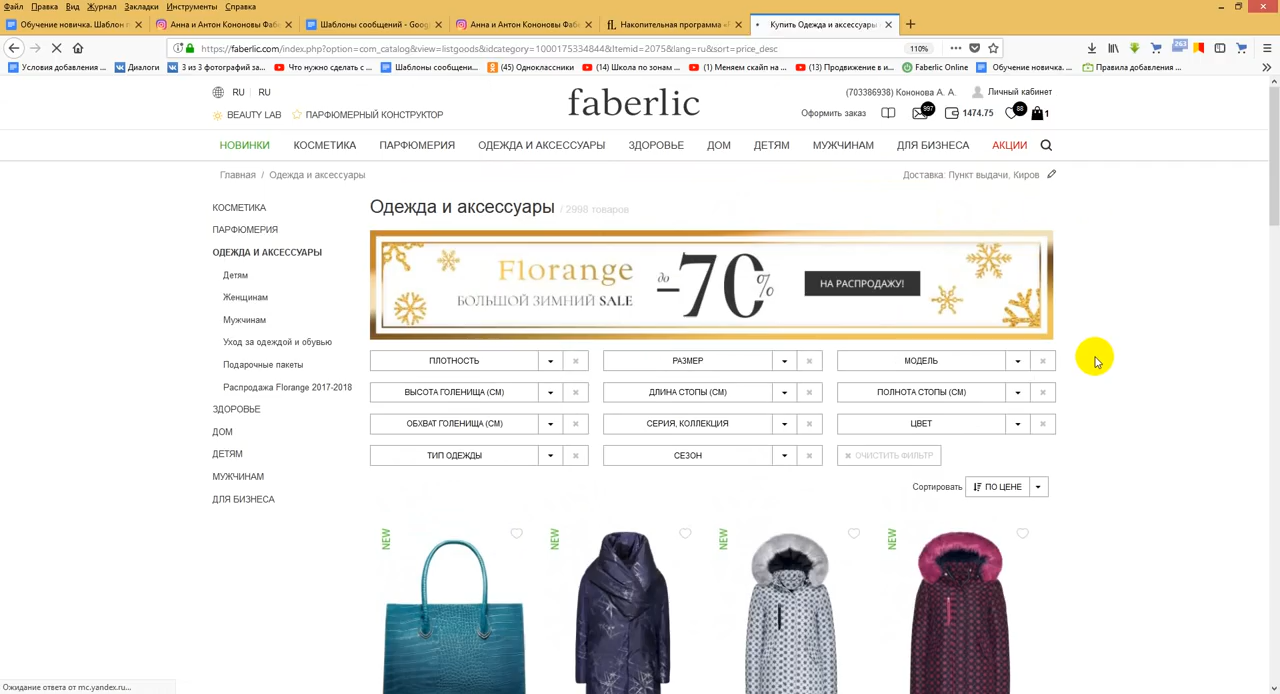 Файл Правка Вид Журнал Закладки Инструменты Справка
Обучение новичка. Шаблон п
Анна и Антон Кононовы Фабе
Шаблоны сообщений - Goog
Анна и Антон Кононовы Фабе
Накопительная программа «
Купить Одежда и аксессуары
https://faberlic.com/index.php?option=com_catalog&view=listgoods&idcategory=1000175334844&Itemid=2075&lang=ru&sort=price_desc
110%
263
Условия добавления ...
Диалоги
3 из 3 фотографий за...
Что нужно сделать с ...
Шаблоны сообщени...
(45) Одноклассники
(14) Школа по зонам ...
(1) Меняем скайп на ...
(13) Продвижение в и...
Faberlic Online
Обучение новичка. ...
Правила добавления ...
RU RU
faberlic
(703386938) Кононова А. А. Личный кабинет
BEAUTY LAB ПАРФЮМЕРНЫЙ КОНСТРУКТОР
Оформить заказ 997 1474.75 88 1
НОВИНКИ КОСМЕТИКА ПАРФЮМЕРИЯ ОДЕЖДА И АКСЕССУАРЫ ЗДОРОВЬЕ ДОМ ДЕТЯМ МУЖЧИНАМ ДЛЯ БИЗНЕСА АКЦИИ
Главная / Одежда и аксессуары
Доставка: Пункт выдачи, Киров
КОСМЕТИКА
ПАРФЮМЕРИЯ
ОДЕЖДА И АКСЕССУАРЫ
Детям
Женщинам
Мужчинам
Уход за одеждой и обувью
Подарочные пакеты
Распродажа Florange 2017-2018
ЗДОРОВЬЕ
ДОМ
ДЕТЯМ
МУЖЧИНАМ
ДЛЯ БИЗНЕСА
Одежда и аксессуары / 2998 товаров
Florange
БОЛЬШОЙ ЗИМНИЙ SALE
до -70%
НА РАСПРОДАЖУ!
ПЛОТНОСТЬ РАЗМЕР МОДЕЛЬ
ВЫСОТА ГОЛЕНИЩА (СМ) ДЛИНА СТОПЫ (СМ) ПОЛНОТА СТОПЫ (СМ)
ОБХВАТ ГОЛЕНИЩА (СМ) СЕРИЯ, КОЛЛЕКЦИЯ ЦВЕТ
ТИП ОДЕЖДЫ СЕЗОН ОЧИСТИТЬ ФИЛЬТР
Сортировать ПО ЦЕНЕ
NEW NEW NEW NEW
Ожидание ответа от mc.yandex.ru...